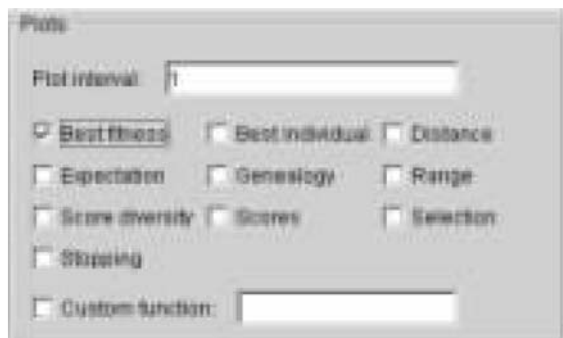 Plots
Plot interval: 1
Best fitness Best individual Distance
Expectation Genealogy Range
Score diversity Scores Selection
Stopping
Custom function: